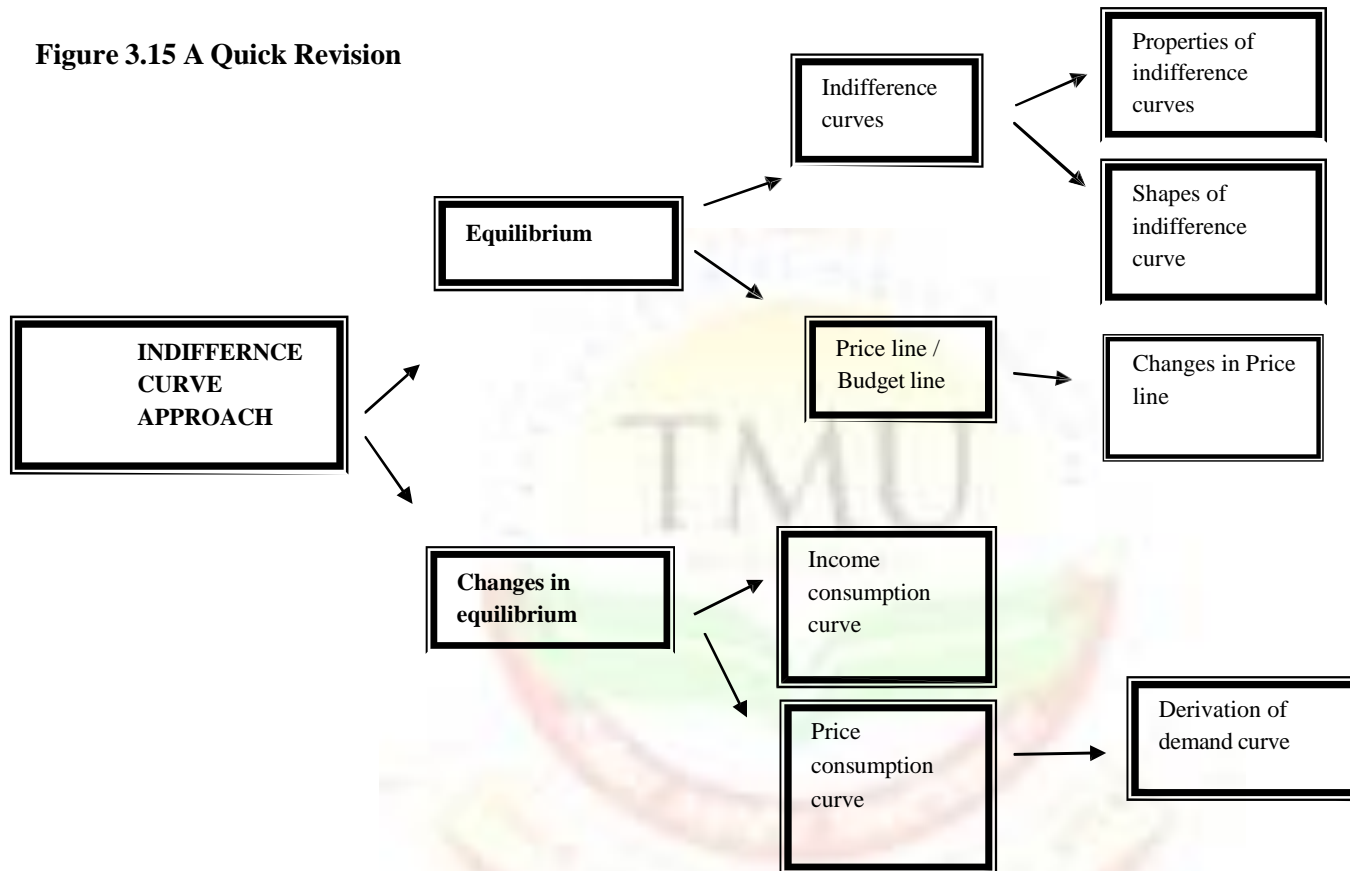 Figure 3.15 A Quick Revision
Properties of
indifference
curves
Indifference
curves
Shapes of
indifference
curve
Equilibrium
INDIFFERNCE
CURVE
APPROACH
Price line /
Budget line
Changes in Price
line
TMU
Changes in
equilibrium
Income
consumption
curve
Price
consumption
curve
Derivation of
demand curve